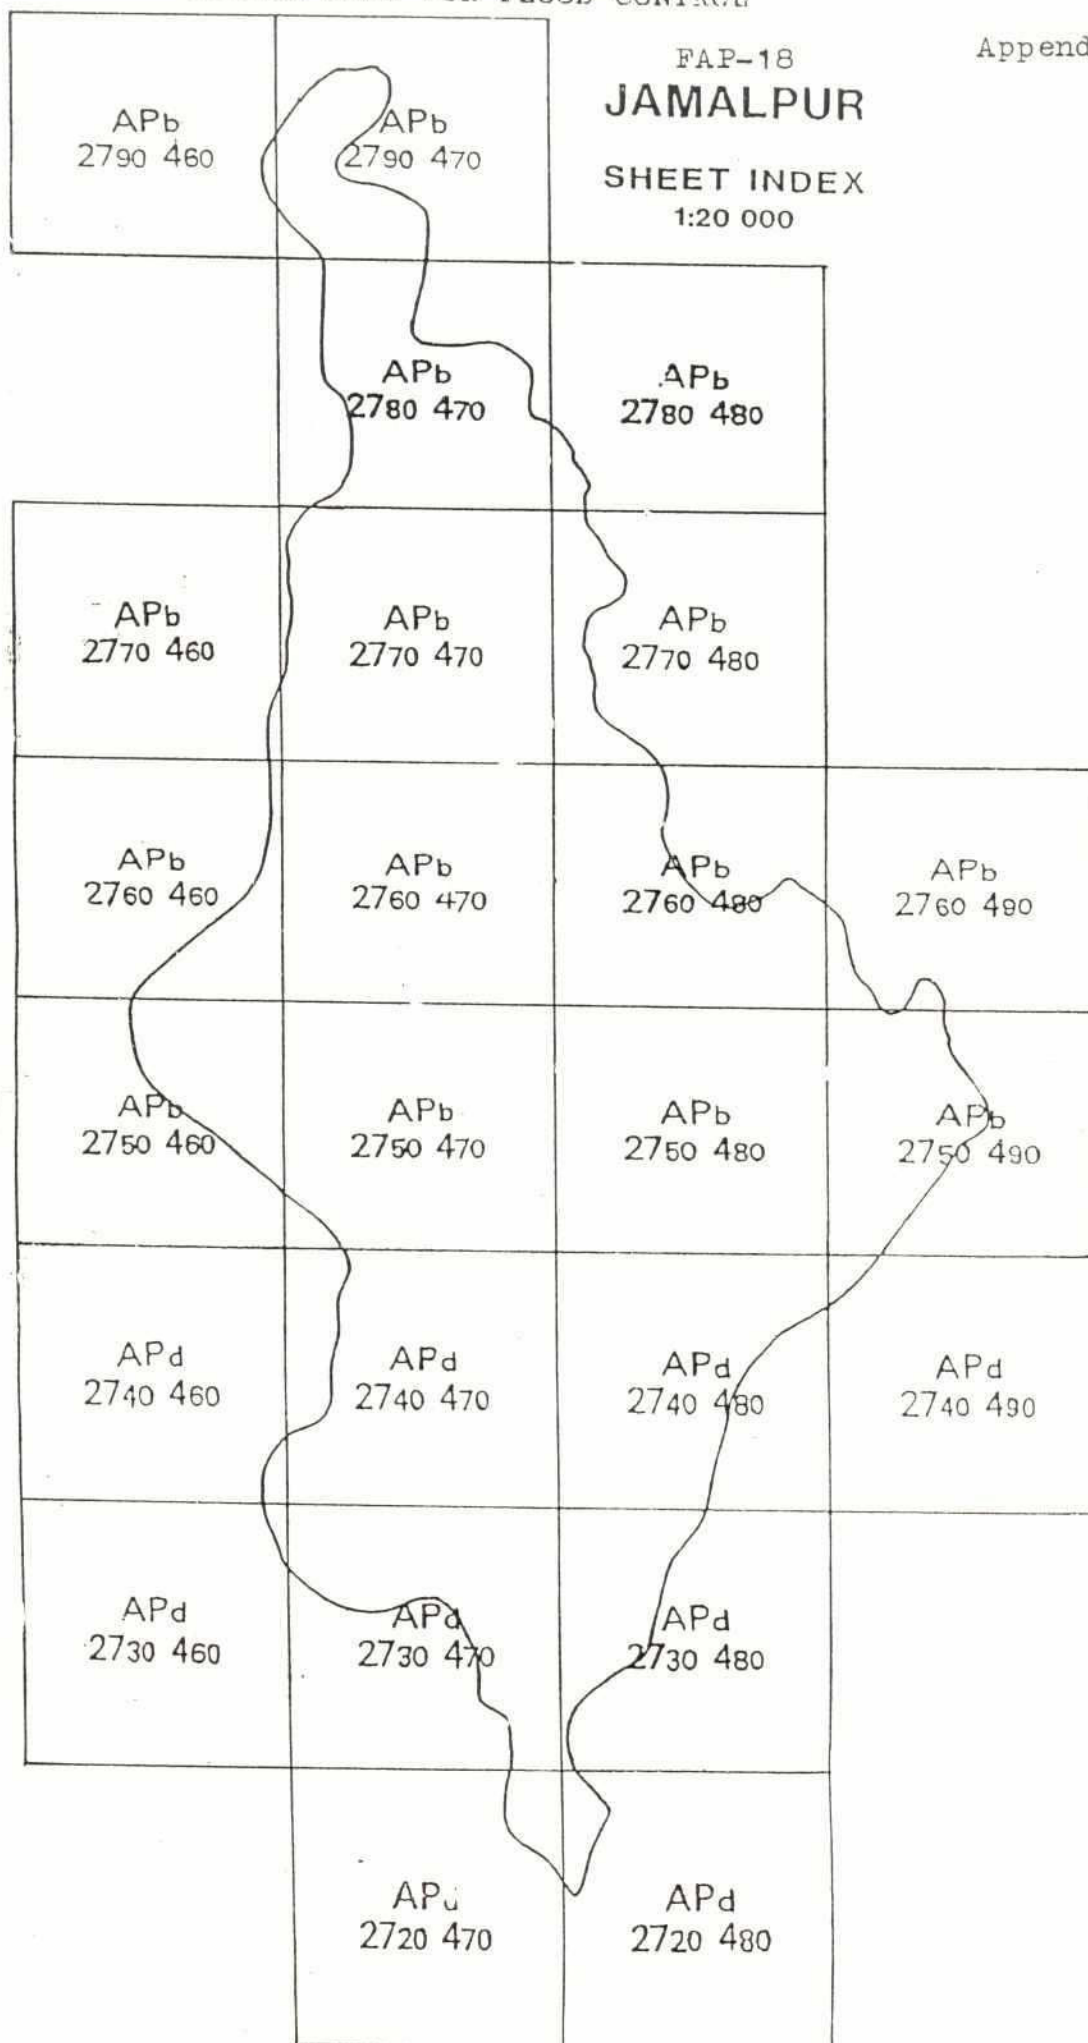 FLOOD CONTROL
FAP-18
Append
JAMALPUR
SHEET INDEX
1:20 000
APb
2790 460
APb
2790 470
APb
2780 470
APb
2780 480
APb
2770 460
APb
2770 470
APb
2770 480
APb
2760 460
APb
2760 470
APb
2760 480
APb
2760 490
APb
2750 460
APb
2750 470
APb
2750 480
APb
2750 490
APd
2740 460
APd
2740 470
APd
2740 480
APd
2740 490
APd
2730 460
APd
2730 470
APd
2730 480
APd
2720 470
APd
2720 480